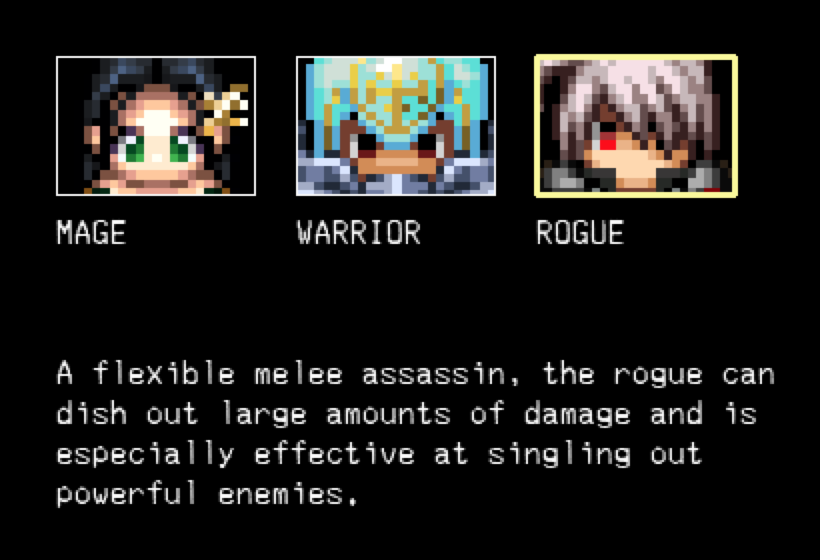 MAGE WARRIOR ROGUE
A flexible melee assassin, the rogue can
dish out large amounts of damage and is
especially effective at singling out
powerful enemies.